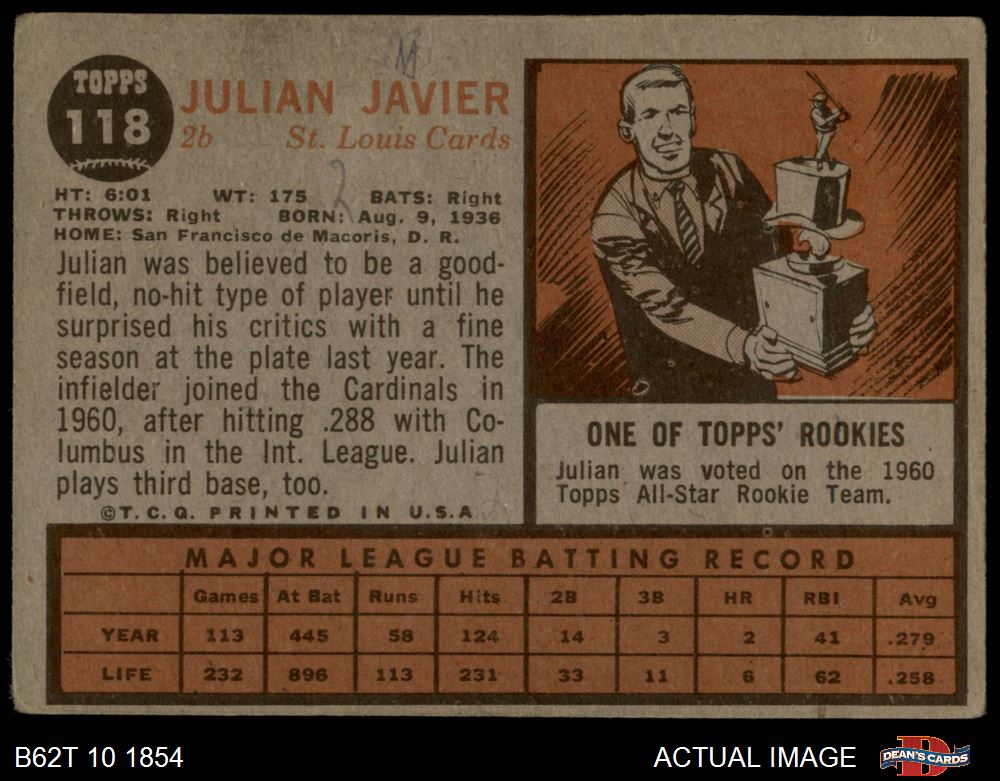 TOPPS
118
M
JULIAN JAVIER
2b St. Louis Cards
2
HT: 6:01 WT: 175 BATS: Right
THROWS: Right BORN: Aug. 9, 1936
HOME: San Francisco de Macoris, D. R.
Julian was believed to be a good-
field, no-hit type of player until he
surprised his critics with a fine
season at the plate last year. The
infielder joined the Cardinals in
1960, after hitting .288 with Co-
lumbus in the Int. League. Julian
plays third base, too.
©T. C. G. PRINTED IN U.S.A
ONE OF TOPPS' ROOKIES
Julian was voted on the 1960
Topps All-Star Rookie Team.
MAJOR LEAGUE BATTING RECORD
Games At Bat Runs Hits 2B 3B HR RBI Avg
YEAR 113 445 58 124 14 3 2 41 .279
LIFE 232 896 113 231 33 11 6 62 .258
B62T 10 1854 ACTUAL IMAGE DEAN'S CARDS